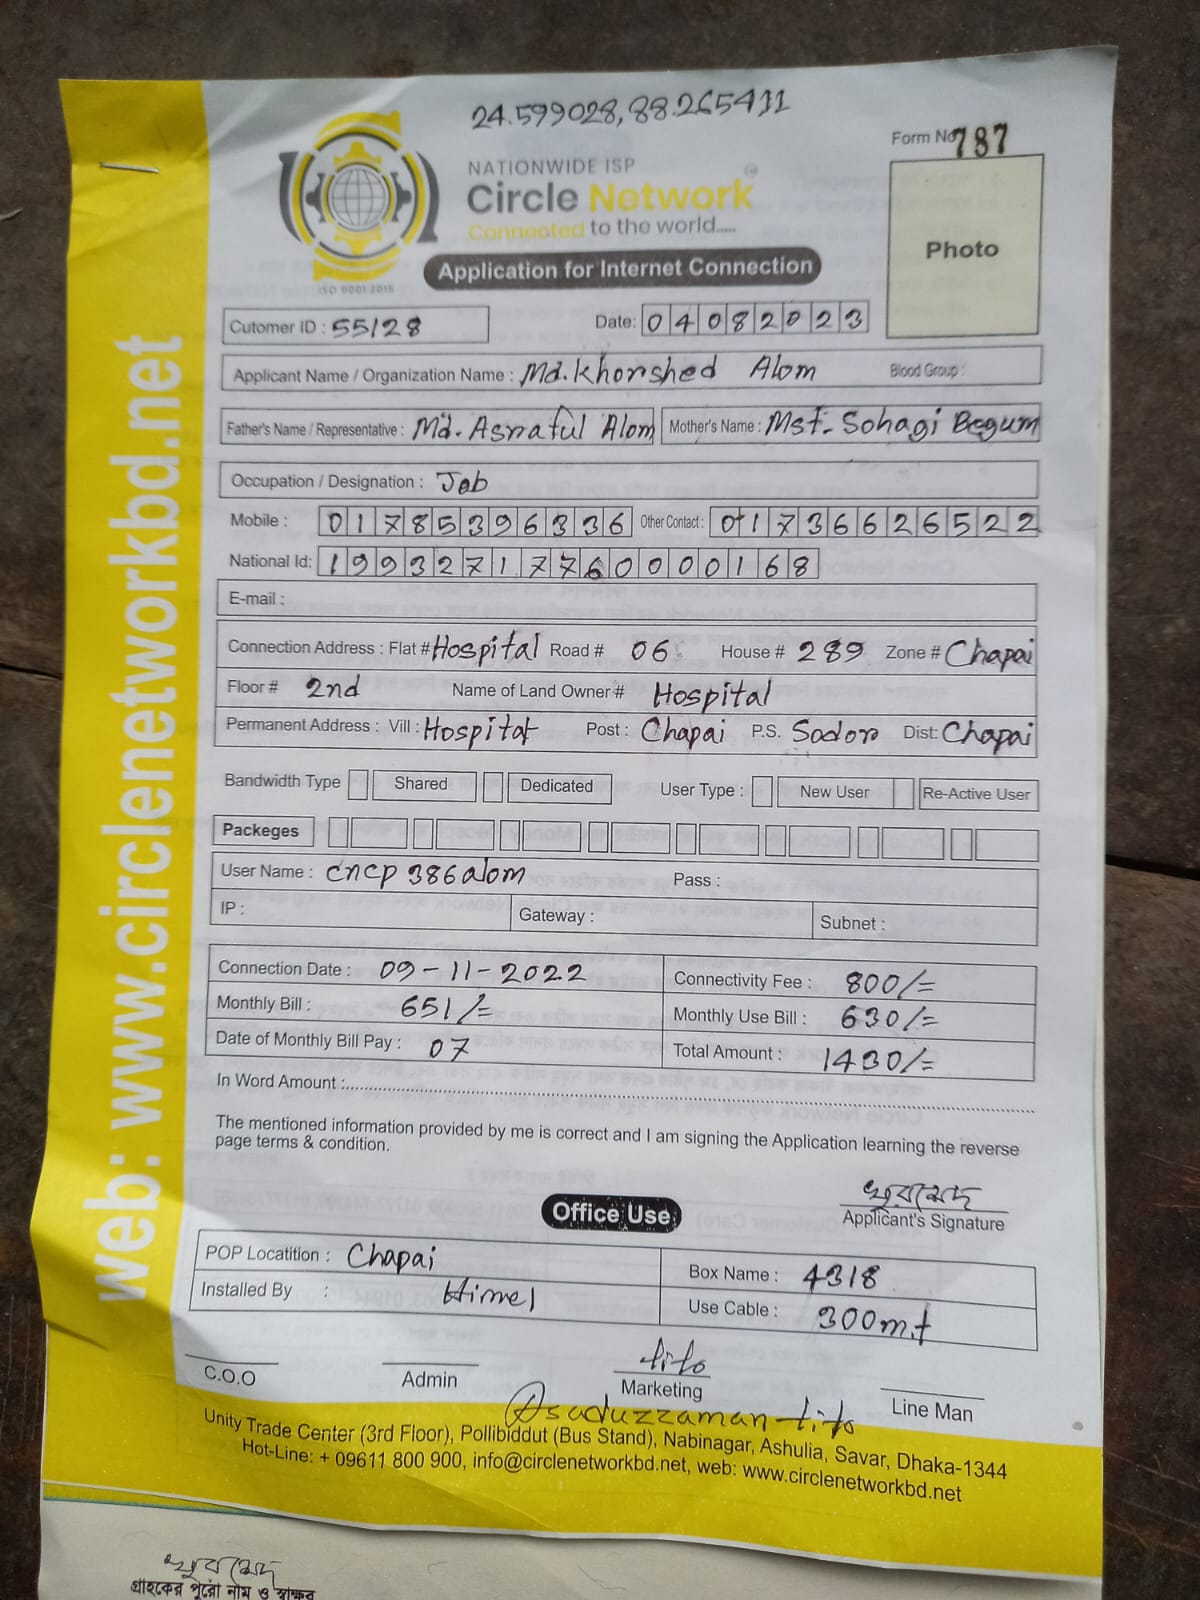 24.599028, 88.265411
Form No 787
NATIONWIDE ISP
Circle Network
Connected to the world.....
ISO 9001:2015
Application for Internet Connection
Photo
Cutomer ID : 55128
Date: 04082023
Applicant Name / Organization Name : Md. Khorshed Alom Blood Group :
Father's Name / Representative : Md. Asraful Alom Mother's Name : Mst. Sohagi Begum
Occupation / Designation : Job
Mobile : 01785396336 Other Contact : 01736626522
National Id: 19932717760000168
E-mail :
Connection Address : Flat # Hospital Road # 06 House # 289 Zone # Chapai
Floor # 2nd Name of Land Owner # Hospital
Permanent Address : Vill : Hospital Post : Chapai P.S. Sodor Dist: Chapai
Bandwidth Type Shared Dedicated User Type : New User Re-Active User
Packeges
User Name : cncp386alom Pass :
IP : Gateway : Subnet :
Connection Date : 09-11-2022 Connectivity Fee : 800/=
Monthly Bill : 651/= Monthly Use Bill : 630/=
Date of Monthly Bill Pay : 07 Total Amount : 1430/=
In Word Amount :
The mentioned information provided by me is correct and I am signing the Application learning the reverse
page terms & condition.
খুরশেদ
Applicant's Signature
Office Use
POP Locatition : Chapai Box Name : 4318
Installed By : Himel Use Cable : 300mt
tito
C.O.O Admin Marketing Line Man
Asaduzzaman-tito
Unity Trade Center (3rd Floor), Pollibiddut (Bus Stand), Nabinagar, Ashulia, Savar, Dhaka-1344
Hot-Line: + 09611 800 900, info@circlenetworkbd.net, web: www.circlenetworkbd.net
web: www.circlenetworkbd.net
খুরশেদ
গ্রাহকের পুরো নাম ও স্বাক্ষর